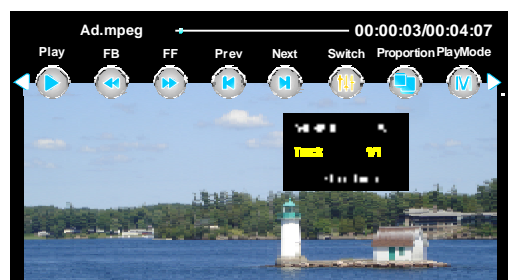 Ad.mpeg 00:00:03/00:04:07
Play FB FF Prev Next Switch Proportion PlayMode
Track 1/1